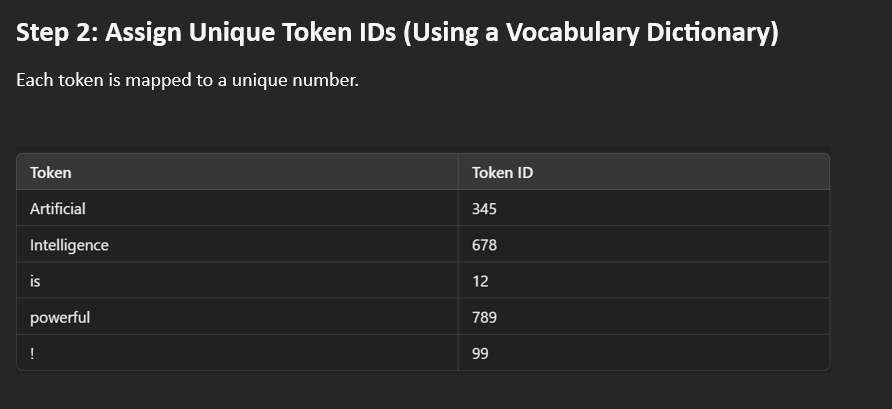 Step 2: Assign Unique Token IDs (Using a Vocabulary Dictionary)
Each token is mapped to a unique number.
Token Token ID
Artificial 345
Intelligence 678
is 12
powerful 789
! 99